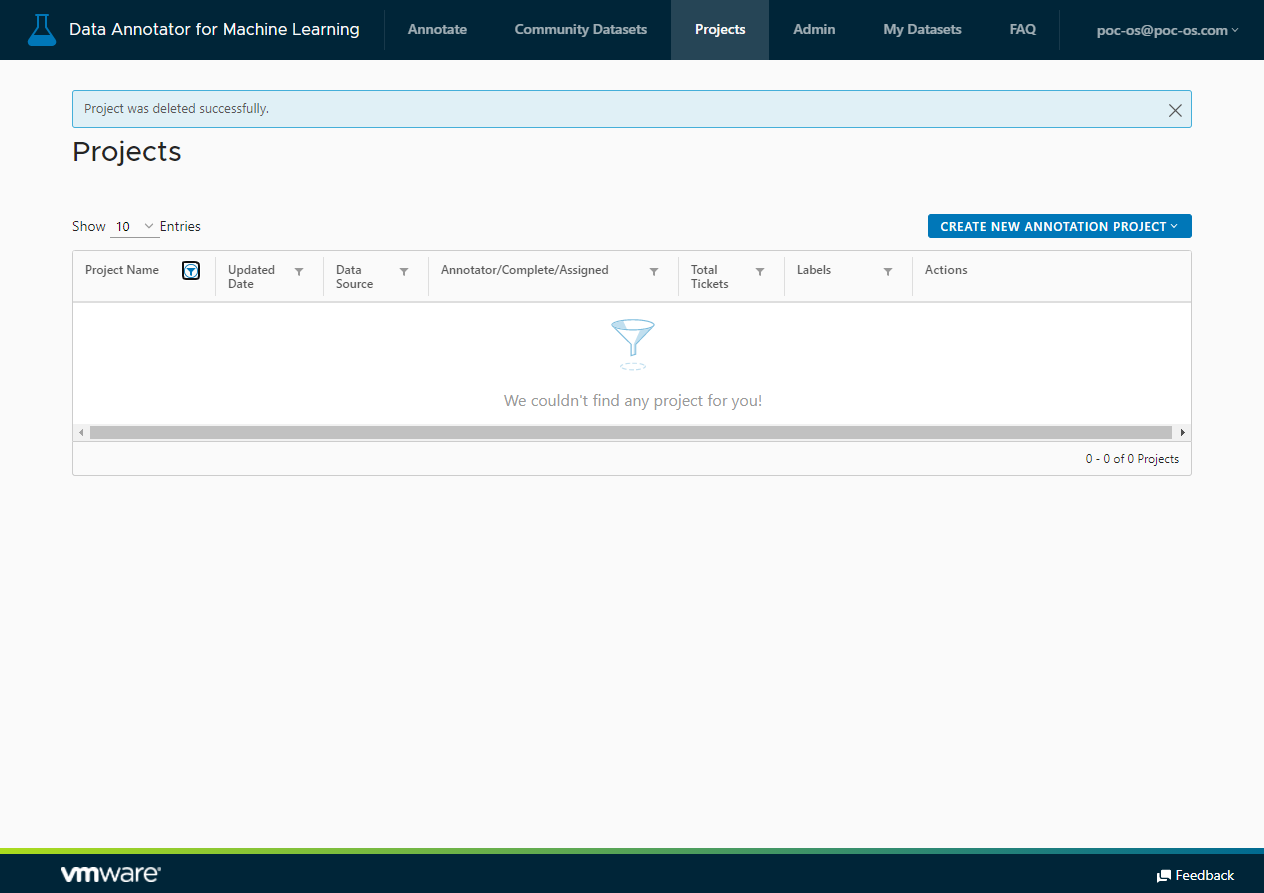 Data Annotator for Machine Learning
Annotate
Community Datasets
Projects
Admin
My Datasets
FAQ
poc-os@poc-os.com
Project was deleted successfully.
Projects
Show 10 Entries
CREATE NEW ANNOTATION PROJECT
Project Name
Updated
Date
Data
Source
Annotator/Complete/Assigned
Total
Tickets
Labels
Actions
We couldn't find any project for you!
0 - 0 of 0 Projects
vmware®
Feedback